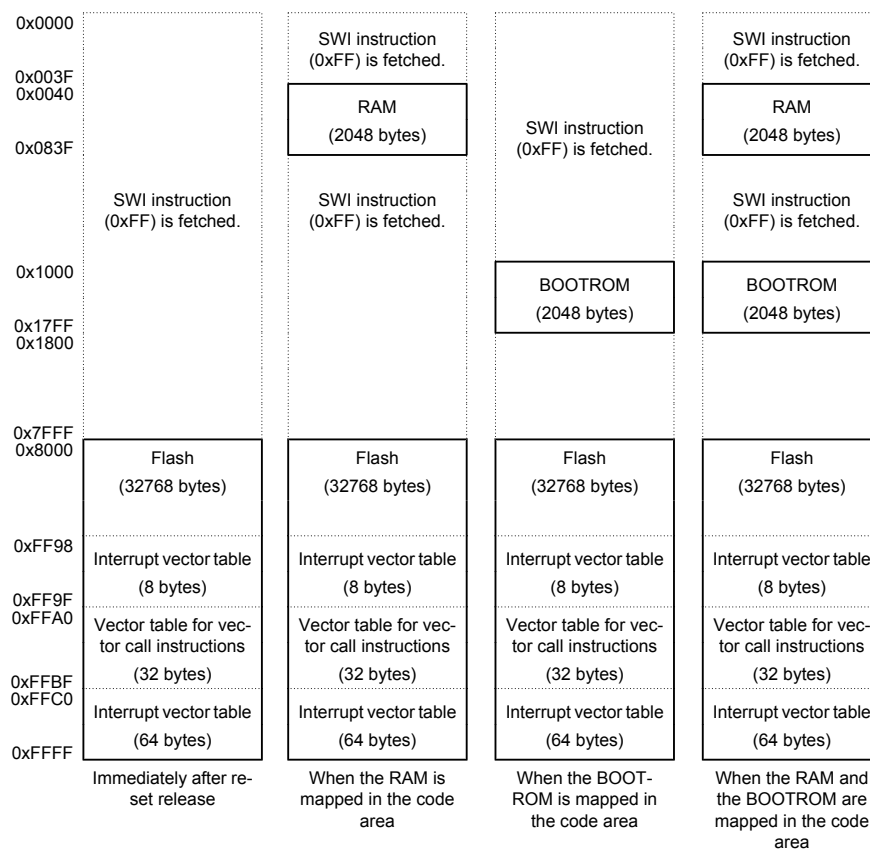 0x0000
0x003F
0x0040
0x083F
0x1000
0x17FF
0x1800
0x7FFF
0x8000
0xFF98
0xFF9F
0xFFA0
0xFFBF
0xFFC0
0xFFFF
SWI instruction
(0xFF) is fetched.
Flash
(32768 bytes)
Interrupt vector table
(8 bytes)
Vector table for vec-
tor call instructions
(32 bytes)
Interrupt vector table
(64 bytes)
Immediately after re-
set release
SWI instruction
(0xFF) is fetched.
RAM
(2048 bytes)
SWI instruction
(0xFF) is fetched.
Flash
(32768 bytes)
Interrupt vector table
(8 bytes)
Vector table for vec-
tor call instructions
(32 bytes)
Interrupt vector table
(64 bytes)
When the RAM is
mapped in the code
area
SWI instruction
(0xFF) is fetched.
BOOTROM
(2048 bytes)
Flash
(32768 bytes)
Interrupt vector table
(8 bytes)
Vector table for vec-
tor call instructions
(32 bytes)
Interrupt vector table
(64 bytes)
When the BOOT-
ROM is mapped in
the code area
SWI instruction
(0xFF) is fetched.
RAM
(2048 bytes)
SWI instruction
(0xFF) is fetched.
BOOTROM
(2048 bytes)
Flash
(32768 bytes)
Interrupt vector table
(8 bytes)
Vector table for vec-
tor call instructions
(32 bytes)
Interrupt vector table
(64 bytes)
When the RAM and
the BOOTROM are
mapped in the code
area